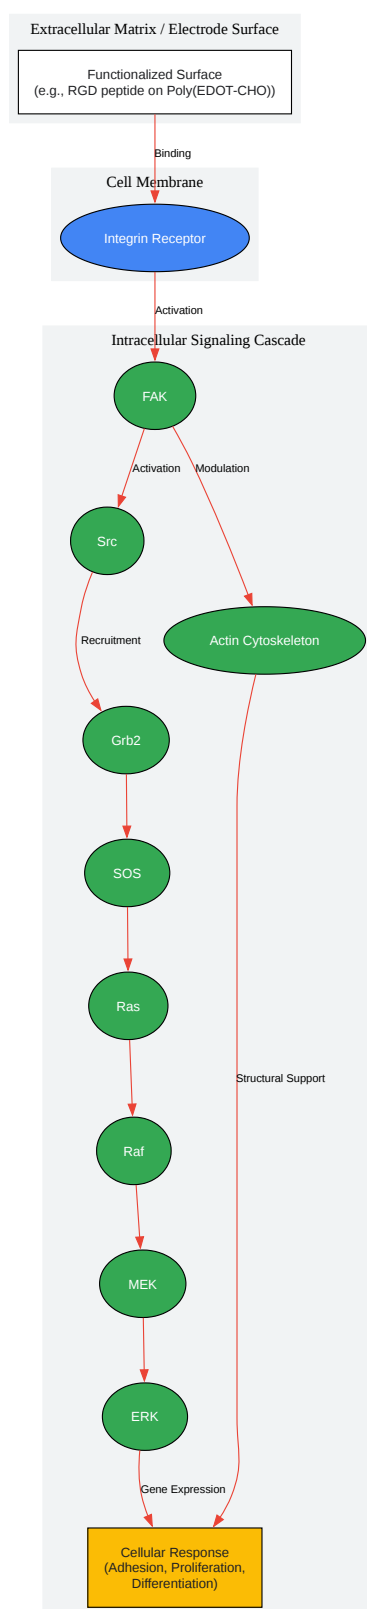 Extracellular Matrix / Electrode Surface
Functionalized Surface
(e.g., RGD peptide on Poly(EDOT-CHO))
Binding
Cell Membrane
Integrin Receptor
Activation
Intracellular Signaling Cascade
FAK
Activation
Modulation
Src
Recruitment
Actin Cytoskeleton
Grb2
SOS
Ras
Structural Support
Raf
MEK
ERK
Gene Expression
Cellular Response
(Adhesion, Proliferation,
Differentiation)